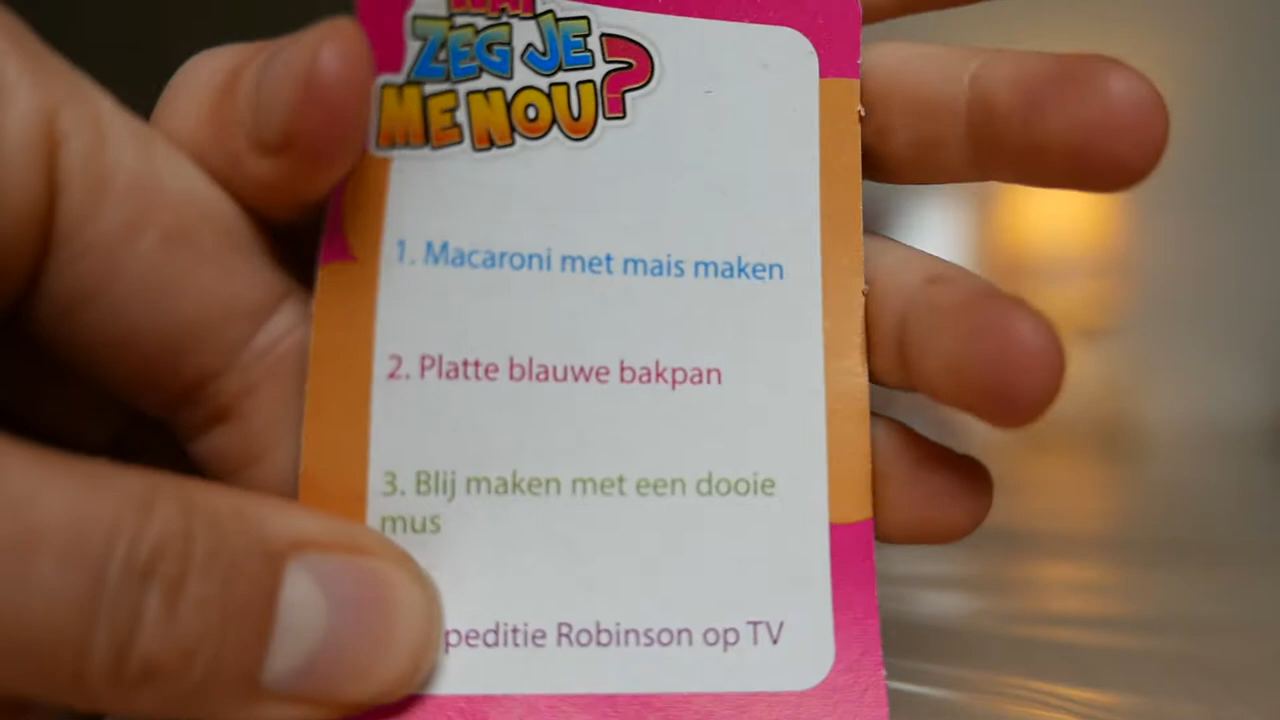 ZEG JE
ME NOU?
1. Macaroni met mais maken
2. Platte blauwe bakpan
3. Blij maken met een dooie
mus
Robinson op TV